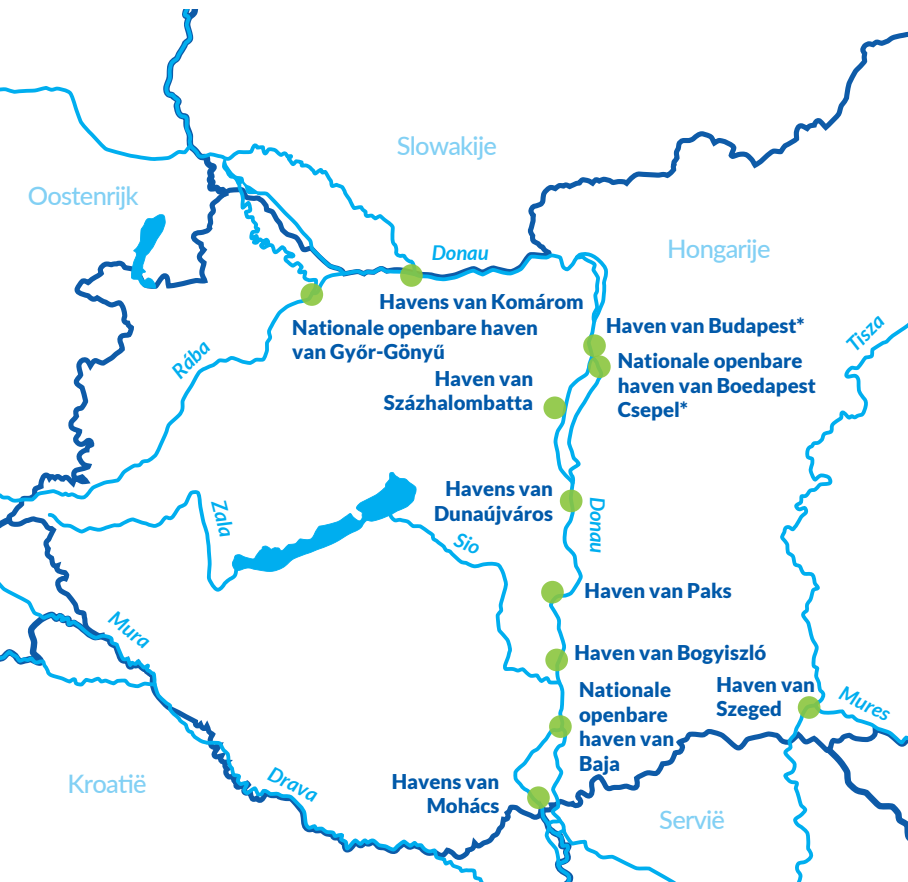 Slowakije
Oostenrijk
Donau
Hongarije
Havens van Komárom
Nationale openbare haven
van Győr-Gönyű
Haven van Budapest*
Nationale openbare
haven van Boedapest
Csepel*
Tisza
Rába
Haven van
Százhalombatta
Havens van
Dunaújváros
Donau
Zala
Sio
Haven van Paks
Mura
Haven van Bogyiszló
Nationale
openbare
haven van
Baja
Haven van
Szeged
Mures
Kroatië
Drava
Havens van
Mohács
Servië